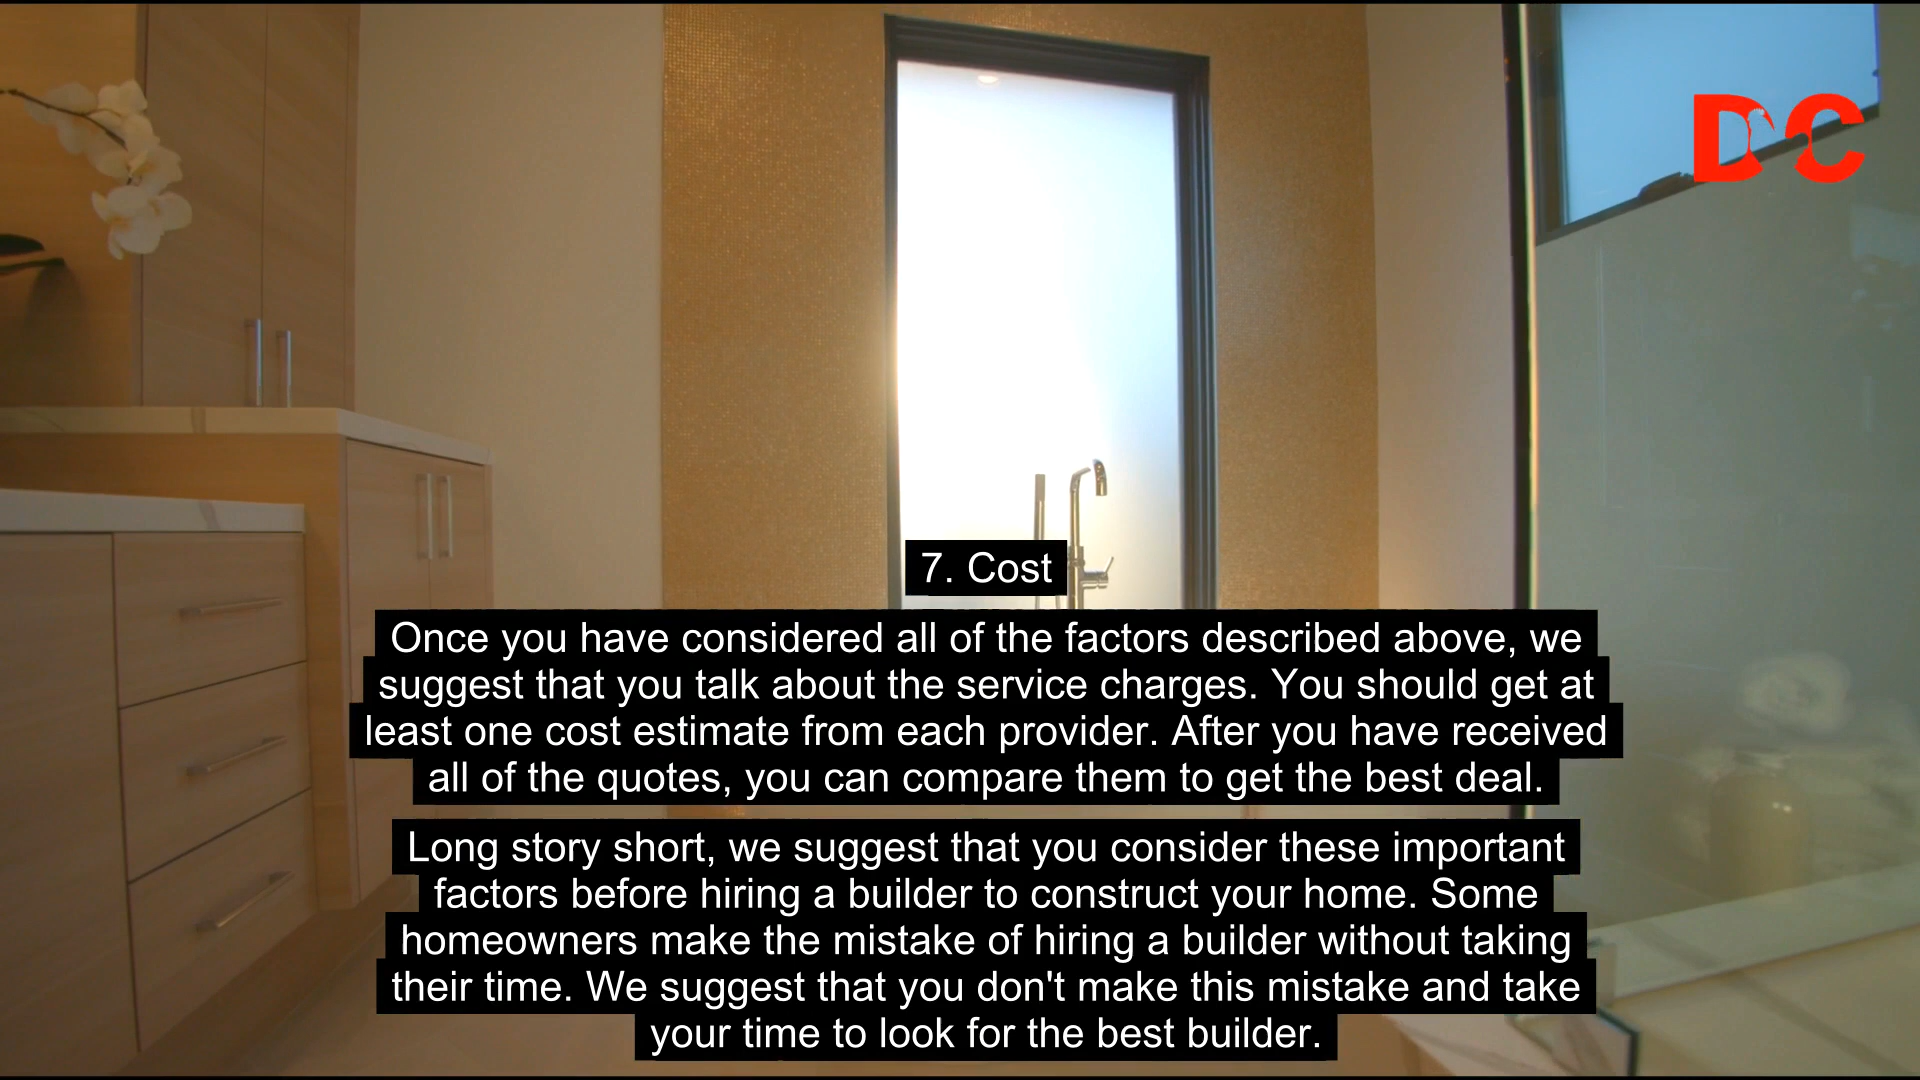 DC
7. Cost
Once you have considered all of the factors described above, we
suggest that you talk about the service charges. You should get at
least one cost estimate from each provider. After you have received
all of the quotes, you can compare them to get the best deal.
Long story short, we suggest that you consider these important
factors before hiring a builder to construct your home. Some
homeowners make the mistake of hiring a builder without taking
their time. We suggest that you don't make this mistake and take
your time to look for the best builder.